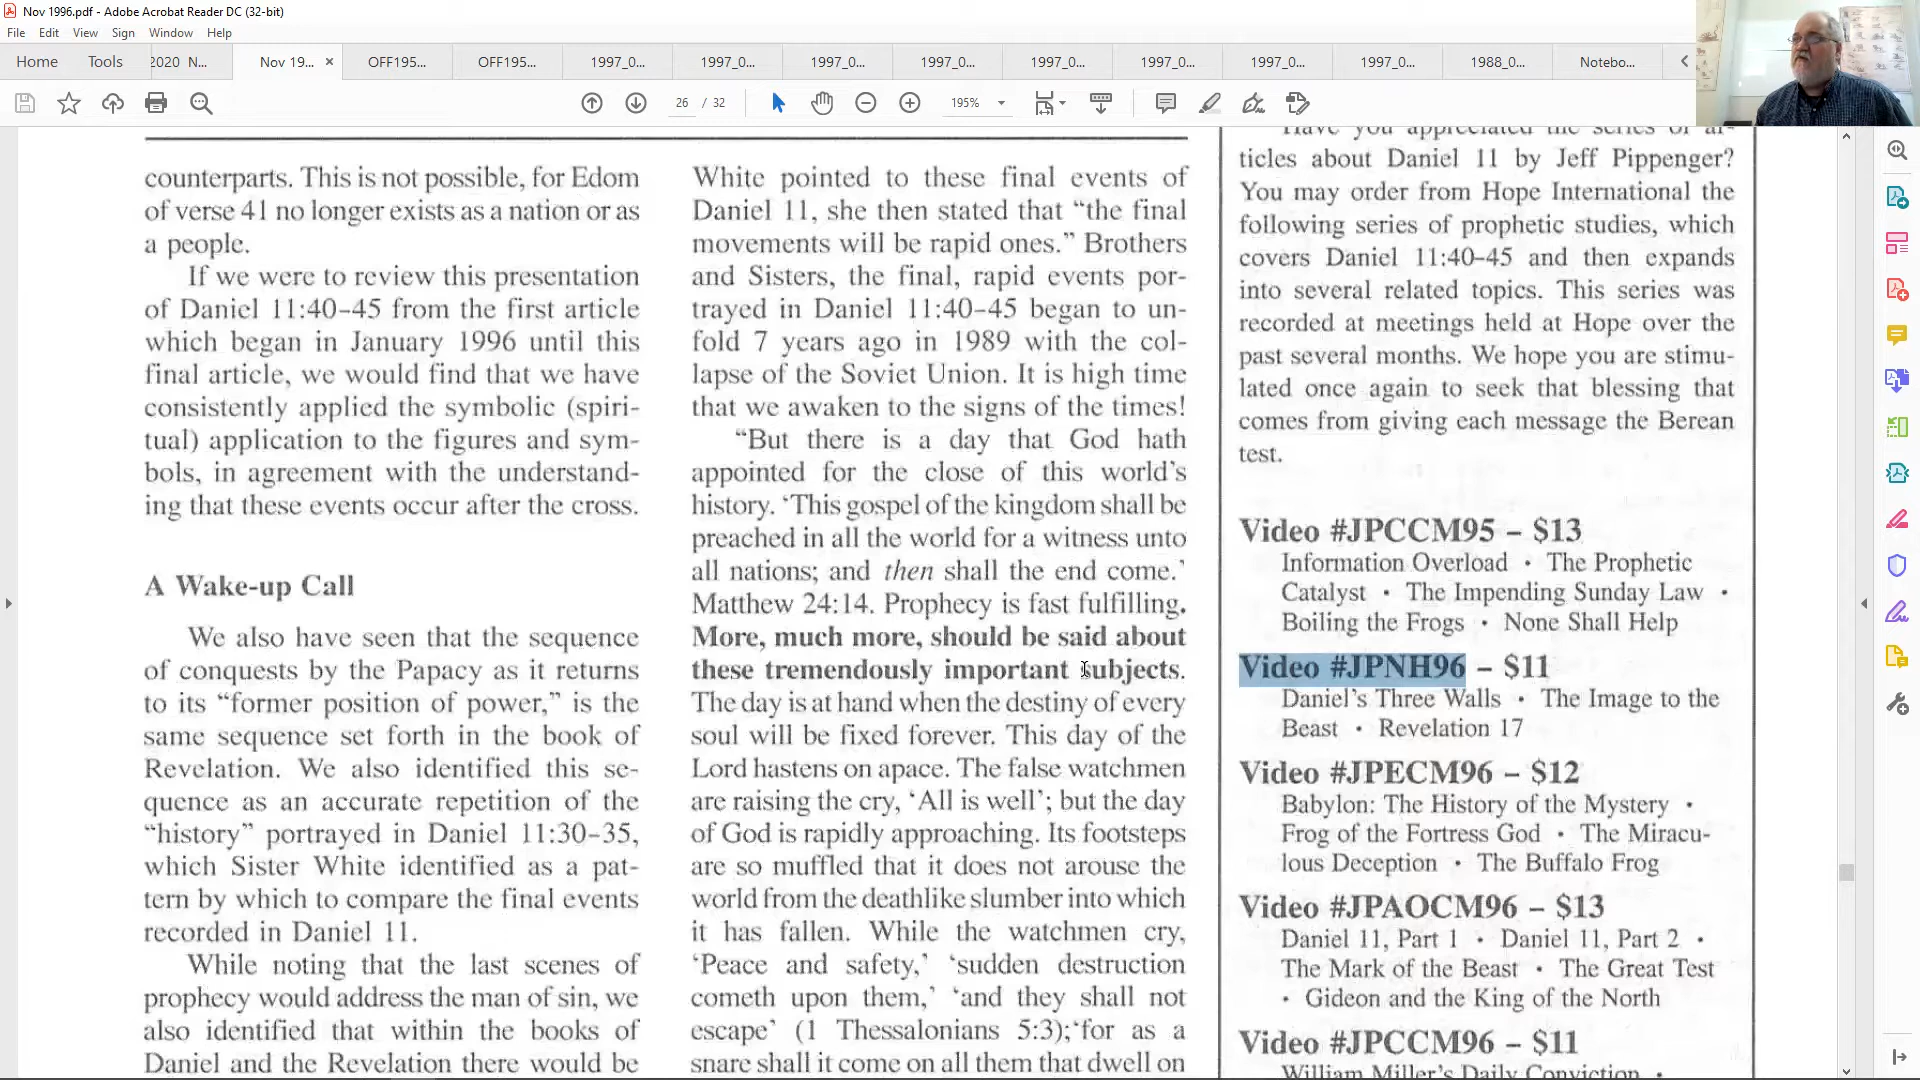 Nov 1996.pdf - Adobe Acrobat Reader DC (32-bit)
File Edit View Sign Window Help
Home Tools 2020 N... Nov 19... × OFF195... OFF195... 1997_0... 1997_0... 1997_0... 1997_0... 1997_0... 1997_0... 1997_0... 1997_0... 1988_0... Notebo...
26 / 32 195%
counterparts. This is not possible, for Edom
of verse 41 no longer exists as a nation or as
a people.
If we were to review this presentation
of Daniel 11:40–45 from the first article
which began in January 1996 until this
final article, we would find that we have
consistently applied the symbolic (spiri-
tual) application to the figures and sym-
bols, in agreement with the understand-
ing that these events occur after the cross.
A Wake-up Call
We also have seen that the sequence
of conquests by the Papacy as it returns
to its “former position of power,” is the
same sequence set forth in the book of
Revelation. We also identified this se-
quence as an accurate repetition of the
“history” portrayed in Daniel 11:30–35,
which Sister White identified as a pat-
tern by which to compare the final events
recorded in Daniel 11.
While noting that the last scenes of
prophecy would address the man of sin, we
also identified that within the books of
Daniel and the Revelation there would be
White pointed to these final events of
Daniel 11, she then stated that “the final
movements will be rapid ones.” Brothers
and Sisters, the final, rapid events por-
trayed in Daniel 11:40–45 began to un-
fold 7 years ago in 1989 with the col-
lapse of the Soviet Union. It is high time
that we awaken to the signs of the times!
“But there is a day that God hath
appointed for the close of this world’s
history. ‘This gospel of the kingdom shall be
preached in all the world for a witness unto
all nations; and then shall the end come.’
Matthew 24:14. Prophecy is fast fulfilling.
More, much more, should be said about
these tremendously important subjects.
The day is at hand when the destiny of every
soul will be fixed forever. This day of the
Lord hastens on apace. The false watchmen
are raising the cry, ‘All is well’; but the day
of God is rapidly approaching. Its footsteps
are so muffled that it does not arouse the
world from the deathlike slumber into which
it has fallen. While the watchmen cry,
‘Peace and safety,’ ‘sudden destruction
cometh upon them,’ ‘and they shall not
escape’ (1 Thessalonians 5:3);‘for as a
snare shall it come on all them that dwell on
Have you appreciated the series of ar-
ticles about Daniel 11 by Jeff Pippenger?
You may order from Hope International the
following series of prophetic studies, which
covers Daniel 11:40–45 and then expands
into several related topics. This series was
recorded at meetings held at Hope over the
past several months. We hope you are stimu-
lated once again to seek that blessing that
comes from giving each message the Berean
test.
Video #JPCCM95 – $13
Information Overload • The Prophetic
Catalyst • The Impending Sunday Law •
Boiling the Frogs • None Shall Help
Video #JPNH96 – $11
Daniel’s Three Walls • The Image to the
Beast • Revelation 17
Video #JPECM96 – $12
Babylon: The History of the Mystery •
Frog of the Fortress God • The Miracu-
lous Deception • The Buffalo Frog
Video #JPAOCM96 – $13
Daniel 11, Part 1 • Daniel 11, Part 2 •
The Mark of the Beast • The Great Test
• Gideon and the King of the North
Video #JPCCM96 – $11
William Miller’s Daily Conviction •